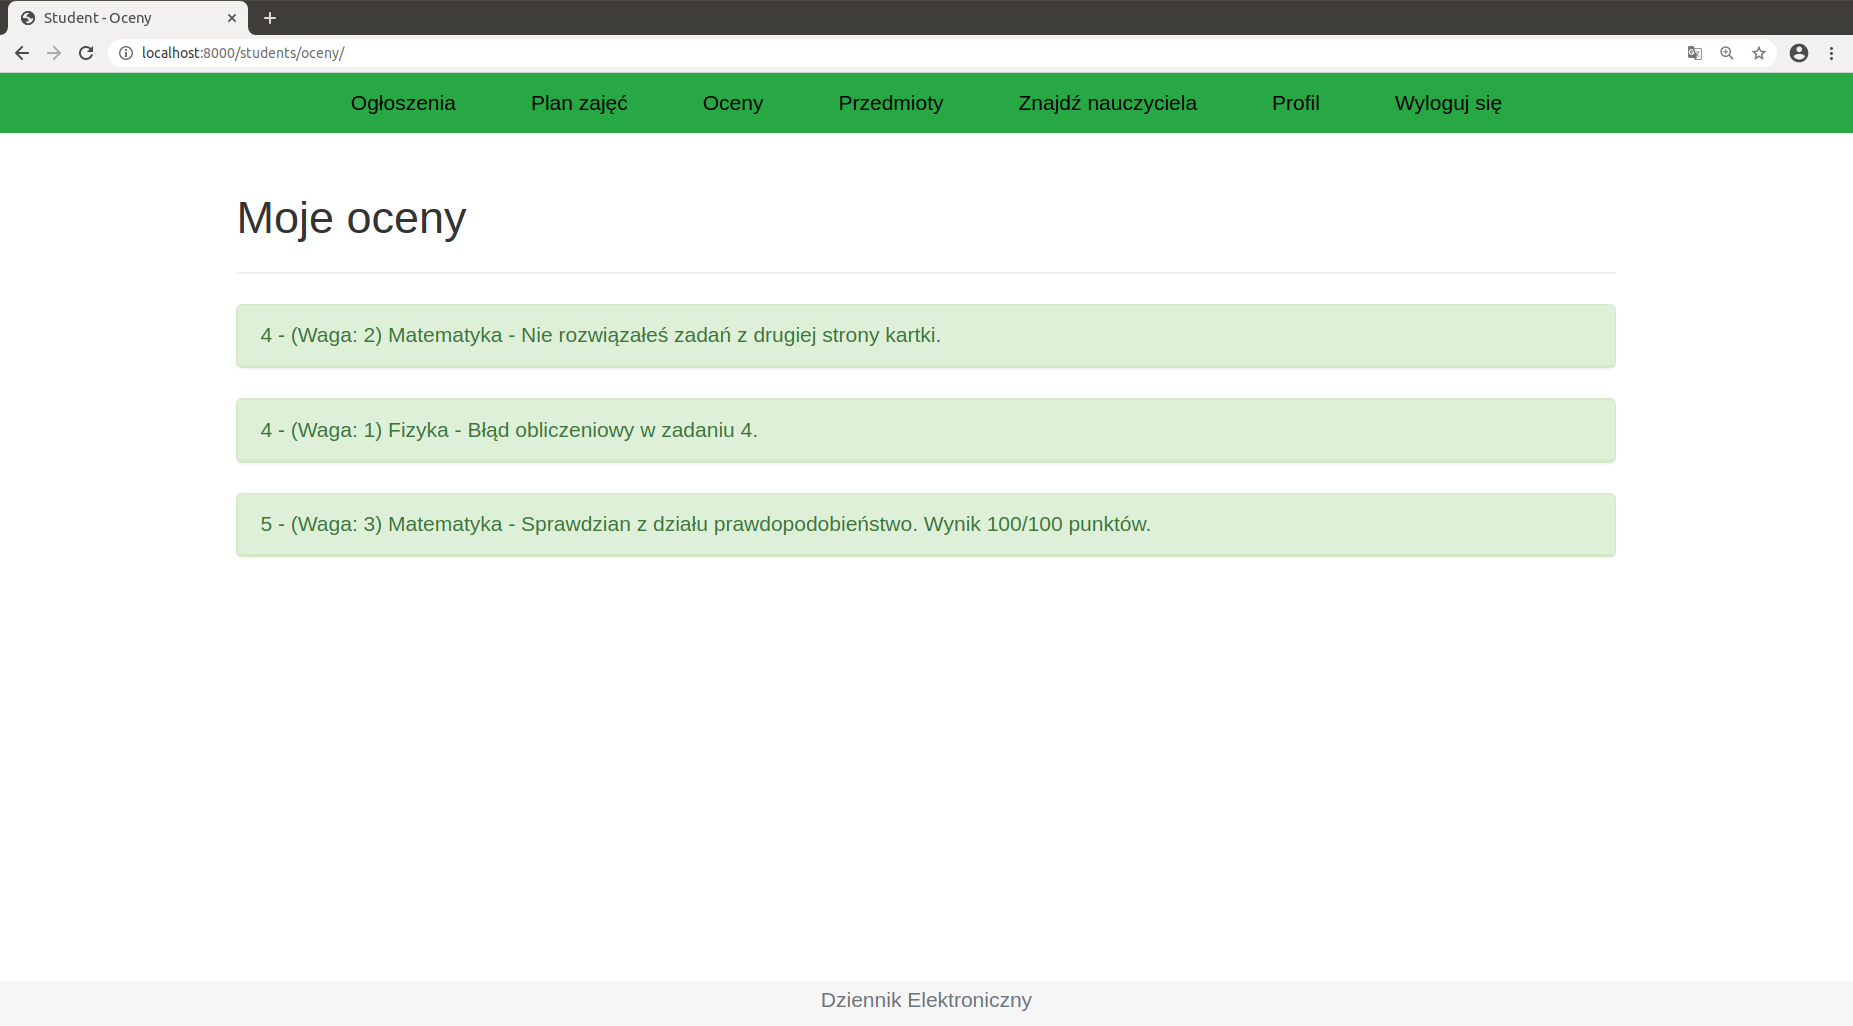 Student - Oceny
localhost:8000/students/oceny/
Ogłoszenia Plan zajęć Oceny Przedmioty Znajdź nauczyciela Profil Wyloguj się
Moje oceny
4 - (Waga: 2) Matematyka - Nie rozwiązałeś zadań z drugiej strony kartki.
4 - (Waga: 1) Fizyka - Błąd obliczeniowy w zadaniu 4.
5 - (Waga: 3) Matematyka - Sprawdzian z działu prawdopodobieństwo. Wynik 100/100 punktów.
Dziennik Elektroniczny